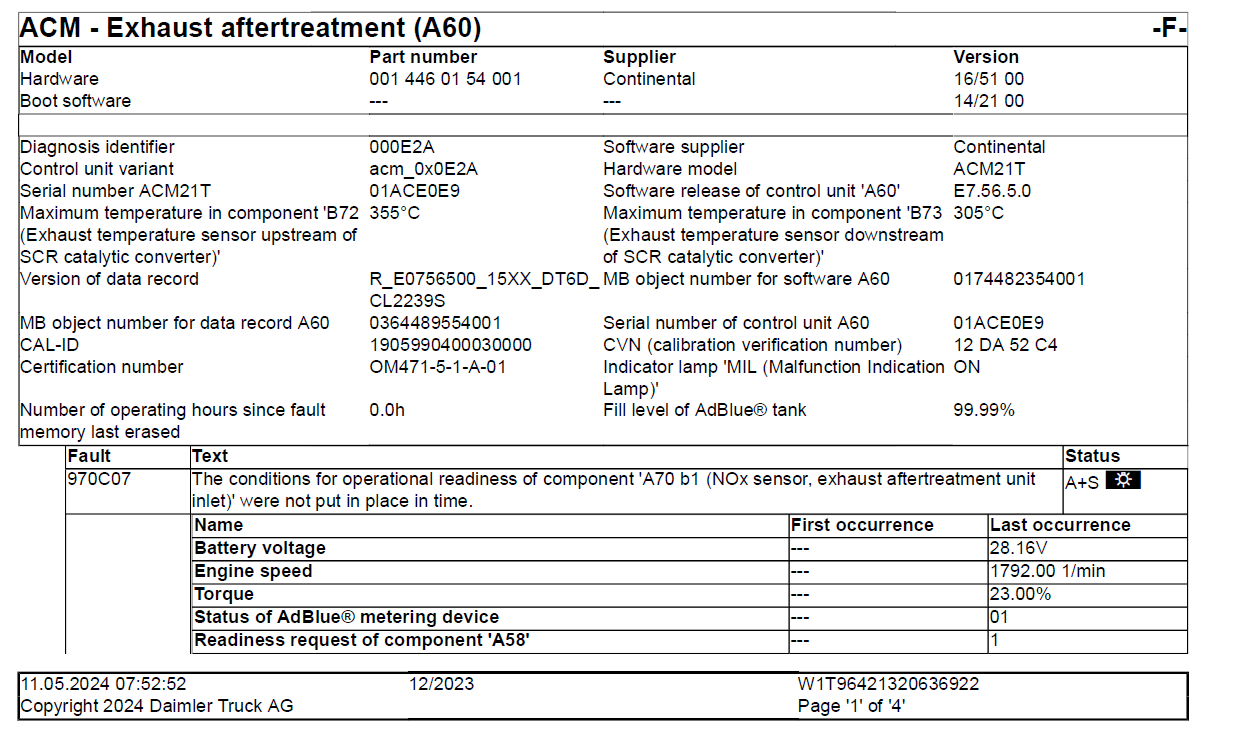 ACM - Exhaust aftertreatment (A60) -F-
Model Part number Supplier Version
Hardware 001 446 01 54 001 Continental 16/51 00
Boot software --- --- 14/21 00
Diagnosis identifier 000E2A Software supplier Continental
Control unit variant acm_0x0E2A Hardware model ACM21T
Serial number ACM21T 01ACE0E9 Software release of control unit 'A60' E7.56.5.0
Maximum temperature in component 'B72 355°C Maximum temperature in component 'B73 305°C
(Exhaust temperature sensor upstream of (Exhaust temperature sensor downstream
SCR catalytic converter)' of SCR catalytic converter)'
Version of data record R_E0756500_15XX_DT6D_ MB object number for software A60 0174482354001
CL2239S
MB object number for data record A60 0364489554001 Serial number of control unit A60 01ACE0E9
CAL-ID 1905990400030000 CVN (calibration verification number) 12 DA 52 C4
Certification number OM471-5-1-A-01 Indicator lamp 'MIL (Malfunction Indication ON
Lamp)'
Number of operating hours since fault 0.0h Fill level of AdBlue® tank 99.99%
memory last erased
Fault Text Status
970C07 The conditions for operational readiness of component 'A70 b1 (NOx sensor, exhaust aftertreatment unit A+S
inlet)' were not put in place in time.
Name First occurrence Last occurrence
Battery voltage --- 28.16V
Engine speed --- 1792.00 1/min
Torque --- 23.00%
Status of AdBlue® metering device --- 01
Readiness request of component 'A58' --- 1
11.05.2024 07:52:52 12/2023 W1T96421320636922
Copyright 2024 Daimler Truck AG Page '1' of '4'